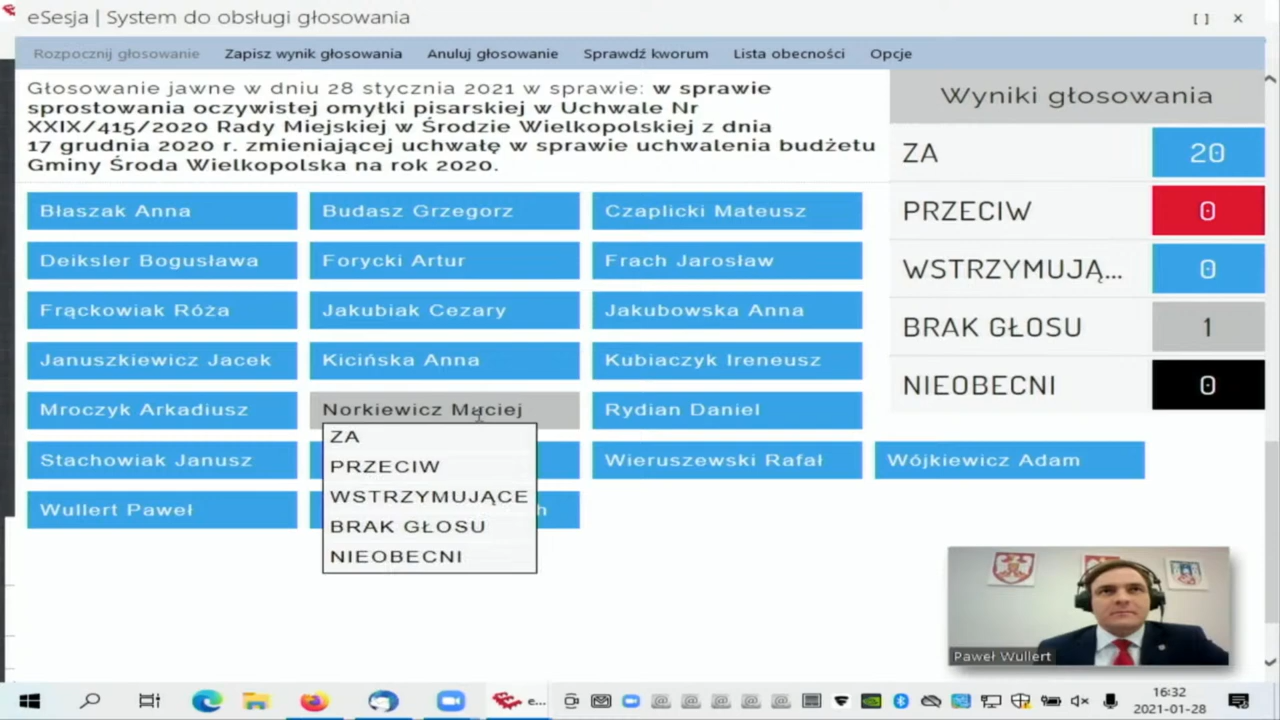 eSesja | System do obsługi głosowania
Rozpocznij głosowanie Zapisz wynik głosowania Anuluj głosowanie Sprawdź kworum Lista obecności Opcje
Głosowanie jawne w dniu 28 stycznia 2021 w sprawie: w sprawie
sprostowania oczywistej omyłki pisarskiej w Uchwale Nr
XXIX/415/2020 Rady Miejskiej w Środzie Wielkopolskiej z dnia
17 grudnia 2020 r. zmieniającej uchwałę w sprawie uchwalenia budżetu
Gminy Środa Wielkopolska na rok 2020.
Wyniki głosowania
ZA 20
PRZECIW 0
WSTRZYMUJĄ... 0
BRAK GŁOSU 1
NIEOBECNI 0
Błaszak Anna Budasz Grzegorz Czaplicki Mateusz
Deiksler Bogusława Forycki Artur Frach Jarosław
Frąckowiak Róża Jakubiak Cezary Jakubowska Anna
Januszkiewicz Jacek Kicińska Anna Kubiaczyk Ireneusz
Mroczyk Arkadiusz Norkiewicz Maciej Rydian Daniel
Stachowiak Janusz Wieruszewski Rafał Wójkiewicz Adam
Wullert Paweł h
ZA
PRZECIW
WSTRZYMUJĄCE
BRAK GŁOSU
NIEOBECNI
Paweł Wullert
e...
16:32
2021-01-28